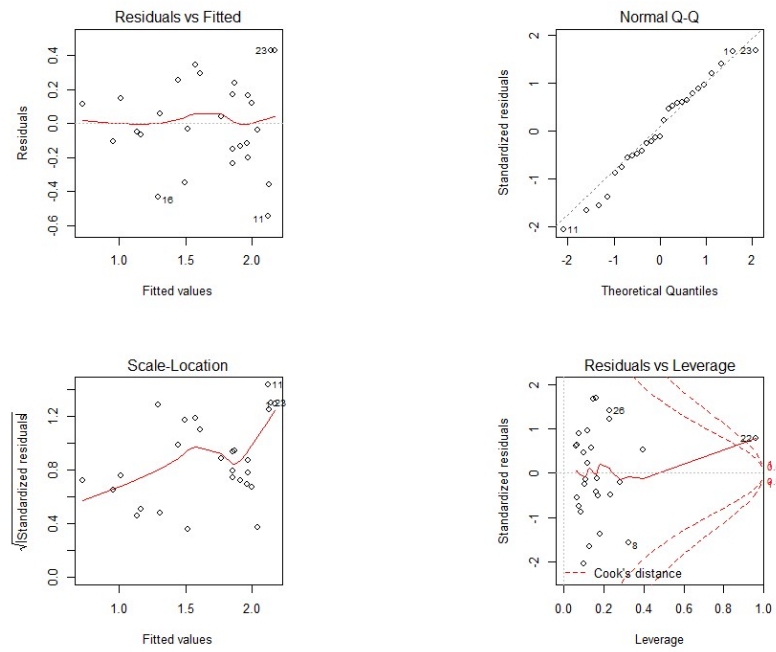 Residuals vs Fitted
Residuals
0.4
0.2
0.0
-0.2
-0.4
-0.6
23
16
11
1.0 1.5 2.0
Fitted values
Normal Q-Q
Standardized residuals
2
1
0
-1
-2
1 23
11
-2 -1 0 1 2
Theoretical Quantiles
Scale-Location
√|Standardized residuals|
1.2
0.8
0.4
0.0
11
23
1.0 1.5 2.0
Fitted values
Residuals vs Leverage
Standardized residuals
2
1
0
-1
-2
26
22
8
Cook's distance
0.0 0.2 0.4 0.6 0.8 1.0
Leverage